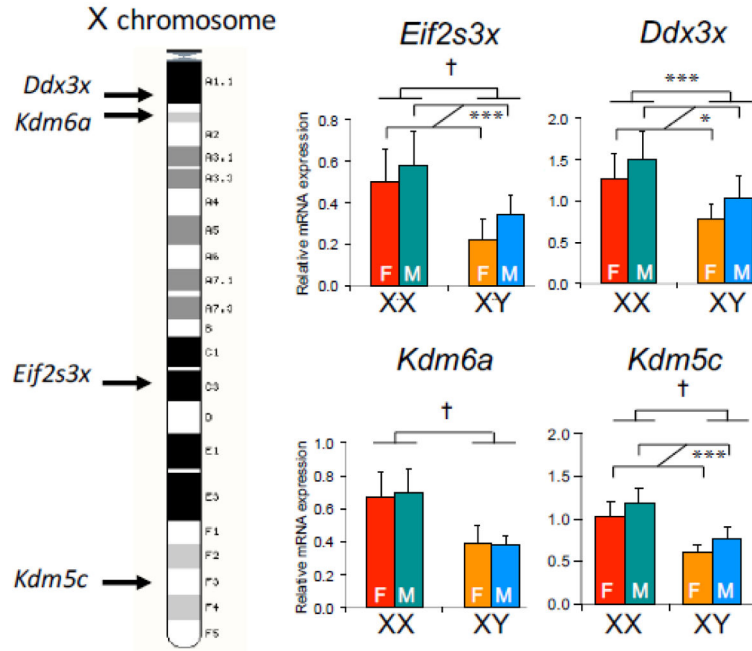 X chromosome
Ddx3x
Kdm6a
Eif2s3x
Kdm5c
A1.1
A2
A3.1
A3.3
A4
A5
A6
A7.1
A7.3
B
C1
C3
D
E1
E3
F1
F2
F3
F4
F5
Eif2s3x
†
***
Relative mRNA expression
0.8
0.6
0.4
0.2
0.0
F M F M
XX XY
Ddx3x
***
*
2.0
1.5
1.0
0.5
0.0
F M F M
XX XY
Kdm6a
†
Relative mRNA expression
1.0
0.8
0.6
0.4
0.2
0.0
F M F M
XX XY
Kdm5c
†
***
2.0
1.5
1.0
0.5
0.0
F M F M
XX XY